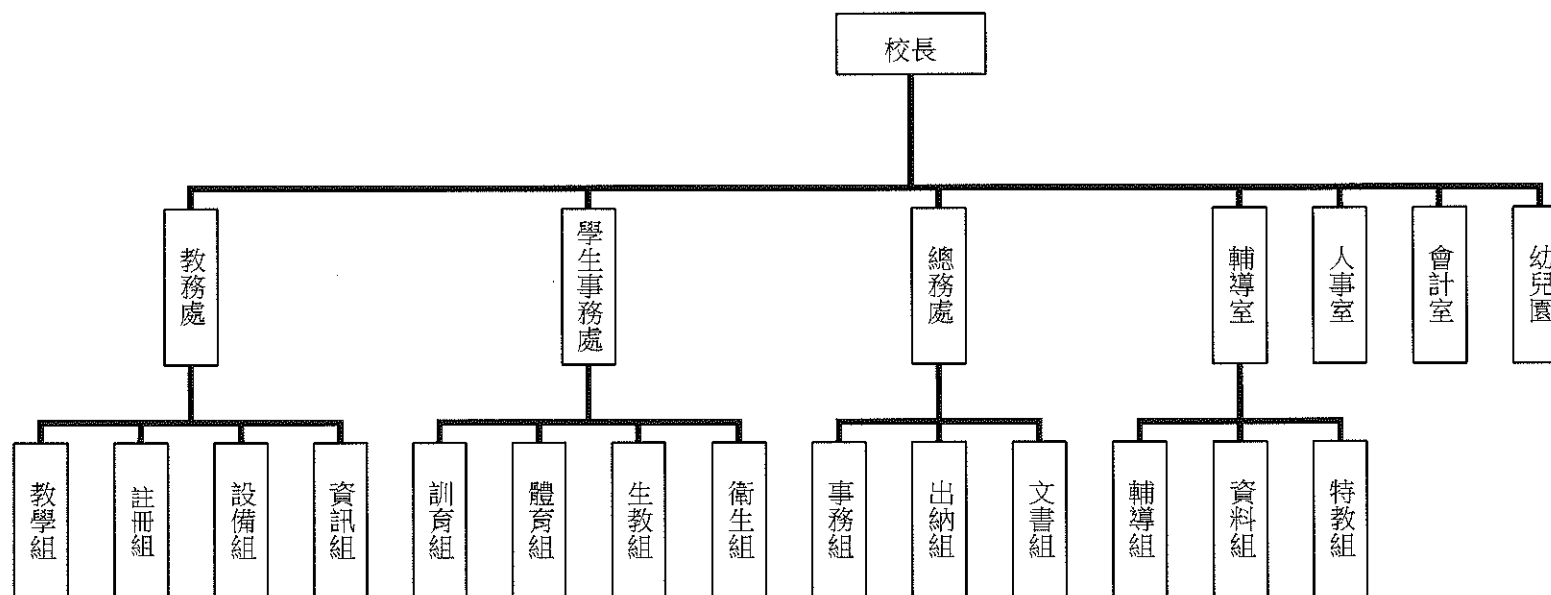 校長
教務處
學生事務處
總務處
輔導室
人事室
會計室
幼兒園
教學組
註冊組
設備組
資訊組
訓育組
體育組
生教組
衛生組
事務組
出納組
文書組
輔導組
資料組
特教組